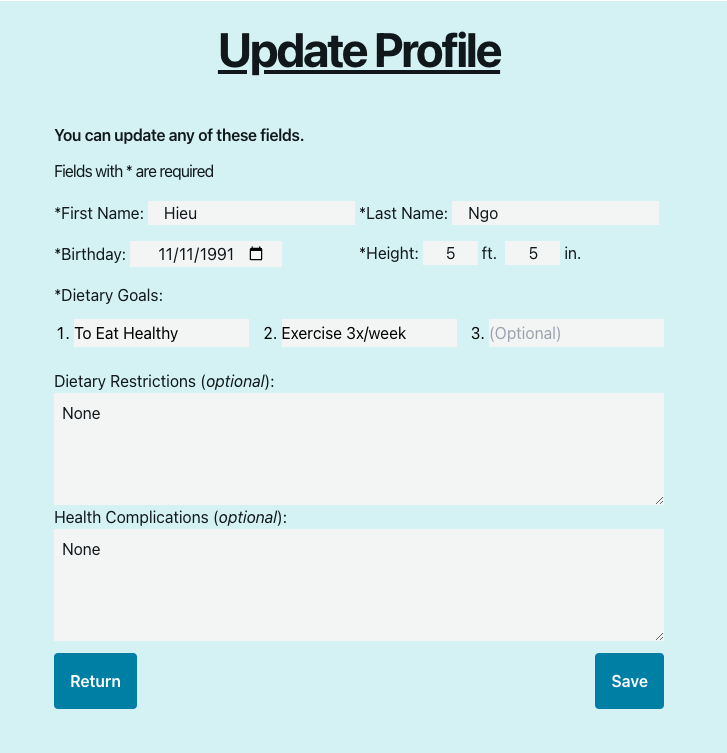 Update Profile
You can update any of these fields.
Fields with * are required
*First Name: Hieu *Last Name: Ngo
*Birthday: 11/11/1991 *Height: 5 ft. 5 in.
*Dietary Goals:
1. To Eat Healthy 2. Exercise 3x/week 3. (Optional)
Dietary Restrictions (optional):
None
Health Complications (optional):
None
Return Save